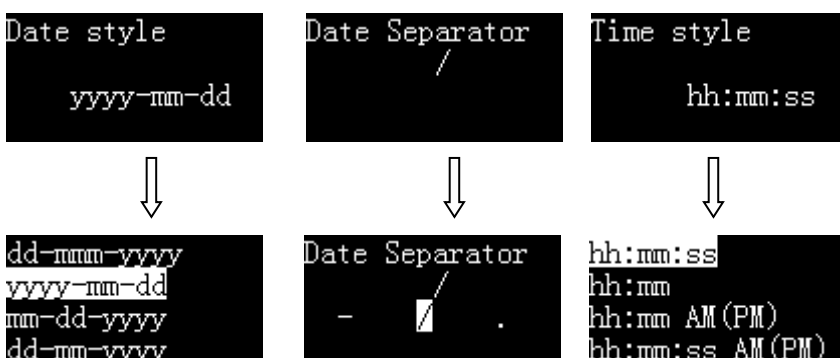 Date style
yyyy-mm-dd
Date Separator
/
Time style
hh:mm:ss
dd-mmm-yyyy
yyyy-mm-dd
mm-dd-yyyy
dd-mm-yyyy
Date Separator
/
- / .
hh:mm:ss
hh:mm
hh:mm AM(PM)
hh:mm:ss AM(PM)